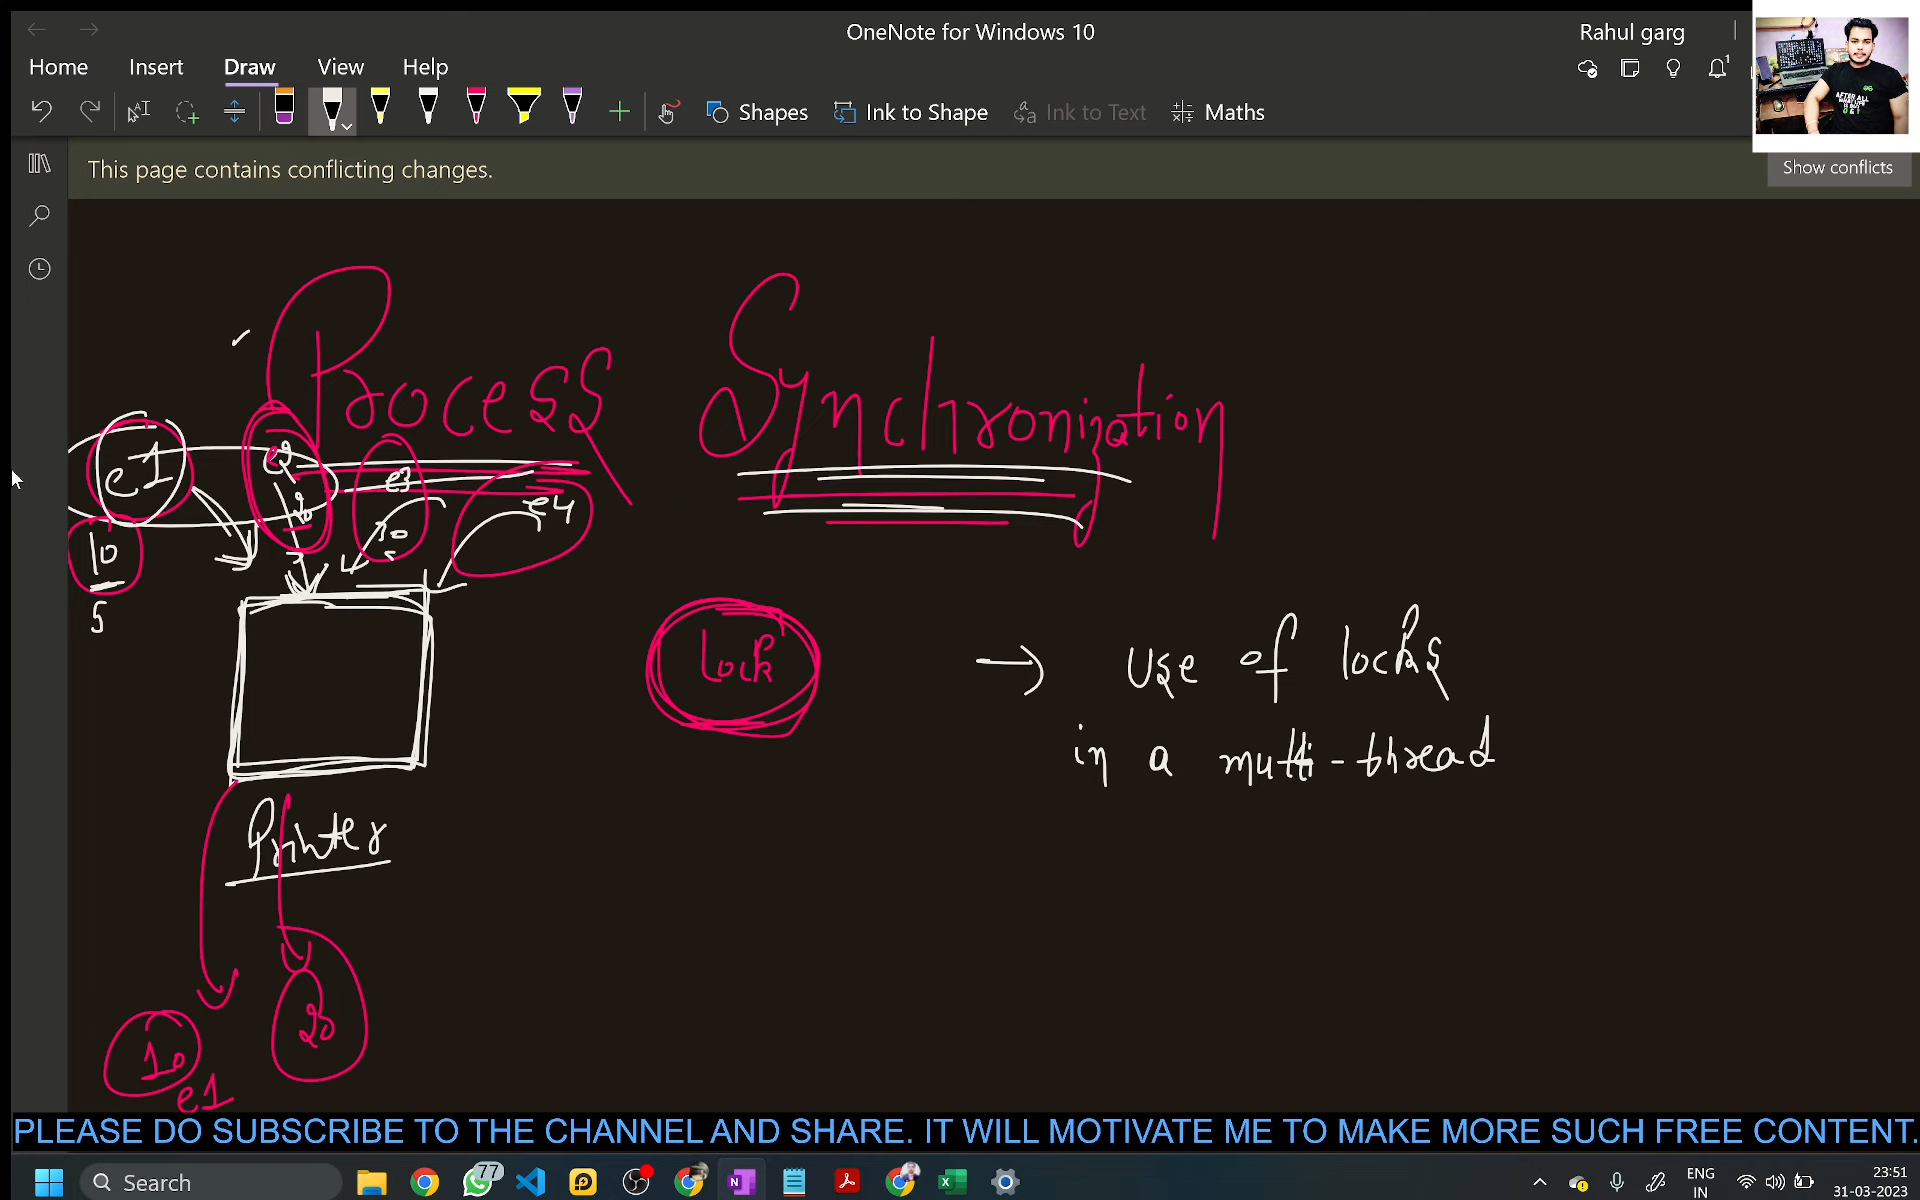 OneNote for Windows 10
Rahul garg
Home Insert Draw View Help
Shapes Ink to Shape Ink to Text Maths
This page contains conflicting changes.
Show conflicts
Process Synchronization
e1
e3
e4
10
20
10
5
lock
→ Use of locks
in a multi-thread
Printer
20
10
e1
PLEASE DO SUBSCRIBE TO THE CHANNEL AND SHARE. IT WILL MOTIVATE ME TO MAKE MORE SUCH FREE CONTENT.
Search
77
ENG
IN
23:51
31-03-2023